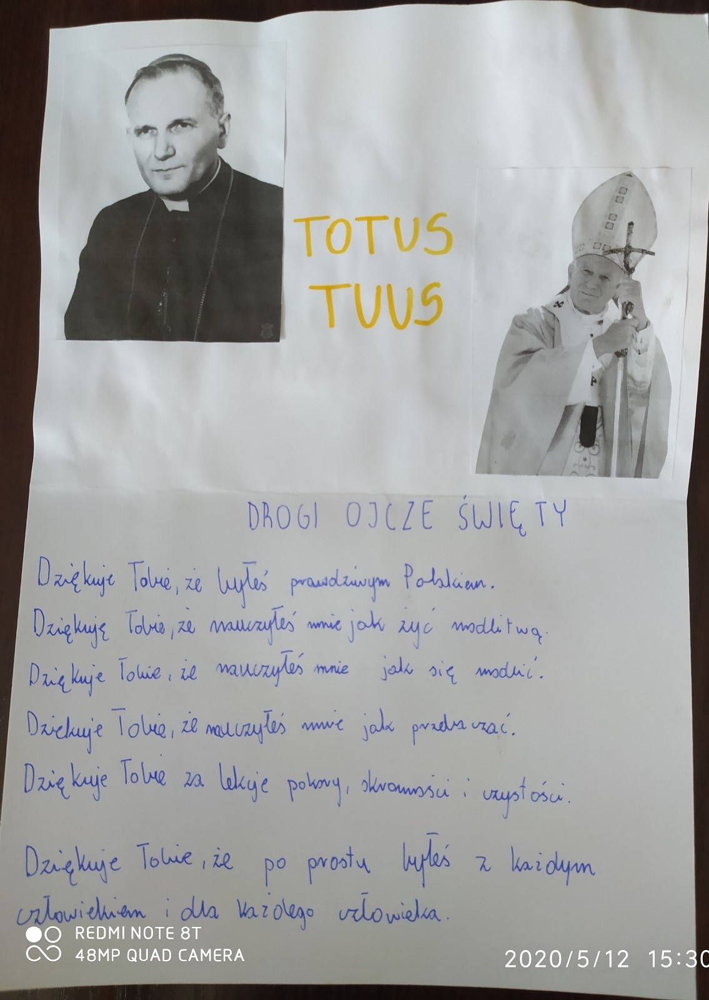 TOTUS
TUUS
DROGI OJCZE ŚWIĘTY
Dziękuje Tobie, że byłeś prawdziwym Polakiem.
Dziękuję Tobie, że nauczyłeś mnie jak żyć modlitwą.
Dziękuje Tobie, że nauczyłeś mnie jak się modlić.
Dziekuje Tobie, że nauczyłeś mnie jak przebaczać.
Dziękuje Tobie za lekcje pokory, skromności i czystości.
Dziękuje Tobie, że po prostu byłeś z każdym
człowiekiem i dla każdego człowieka.
REDMI NOTE 8T
48MP QUAD CAMERA
2020/5/12 15:30